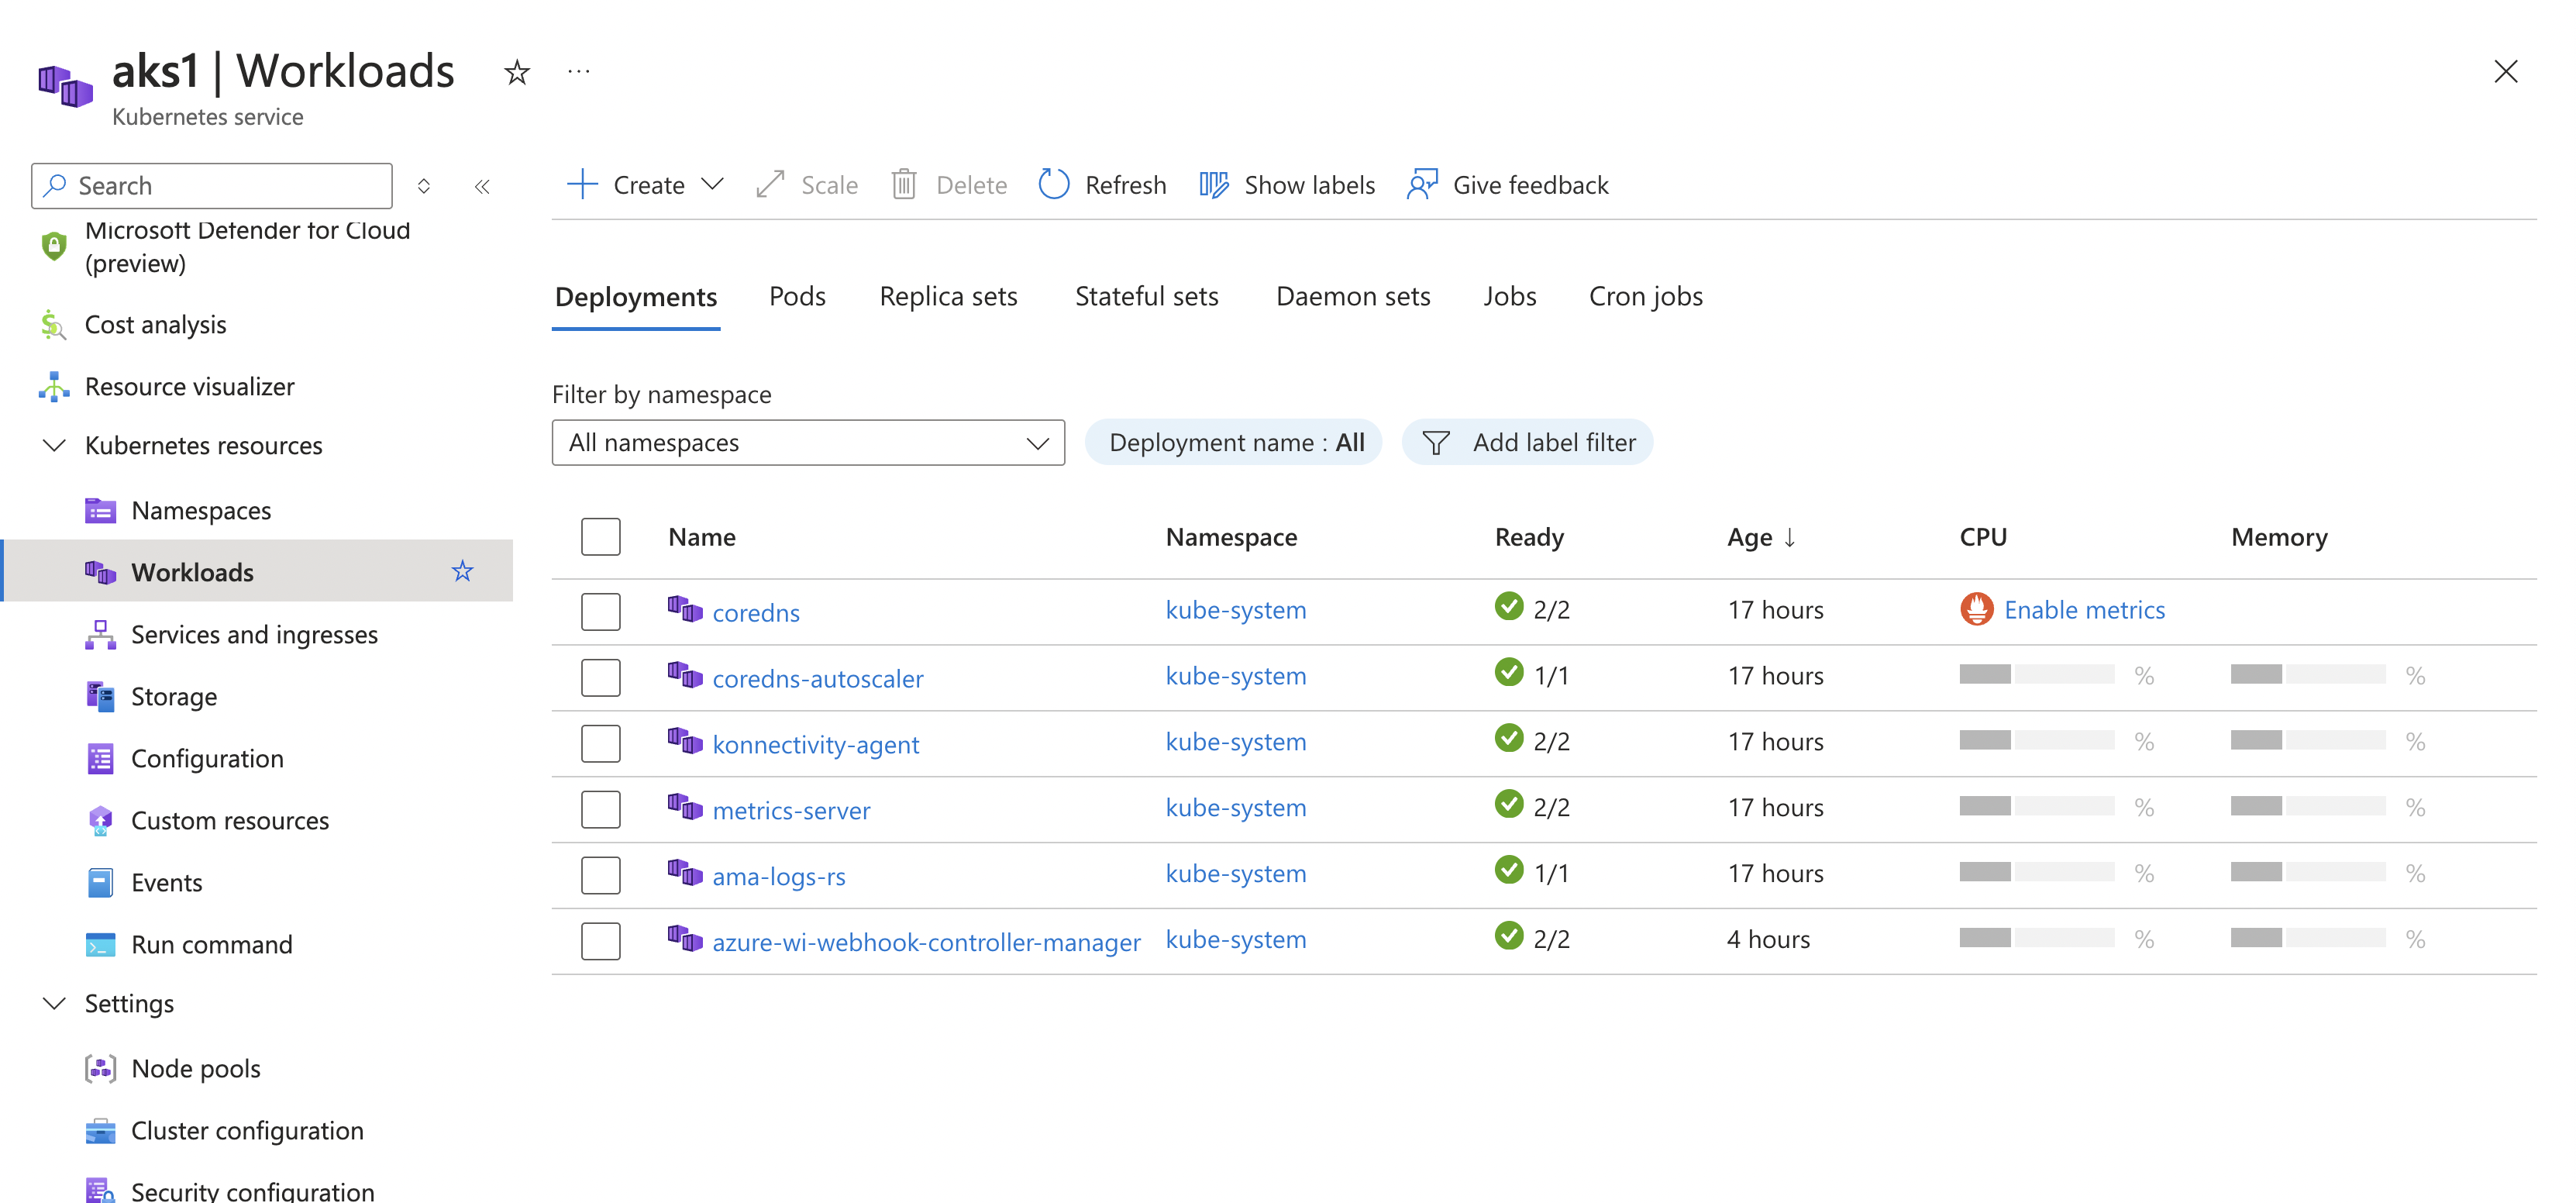 aks1 | Workloads
Kubernetes service
Search
Create
Scale
Delete
Refresh
Show labels
Give feedback
Microsoft Defender for Cloud
(preview)
Cost analysis
Resource visualizer
Kubernetes resources
Namespaces
Workloads
Services and ingresses
Storage
Configuration
Custom resources
Events
Run command
Settings
Node pools
Cluster configuration
Security configuration
Deployments Pods Replica sets Stateful sets Daemon sets Jobs Cron jobs
Filter by namespace
All namespaces Deployment name : All Add label filter
Name Namespace Ready Age ↓ CPU Memory
coredns kube-system 2/2 17 hours Enable metrics
coredns-autoscaler kube-system 1/1 17 hours % %
konnectivity-agent kube-system 2/2 17 hours % %
metrics-server kube-system 2/2 17 hours % %
ama-logs-rs kube-system 1/1 17 hours % %
azure-wi-webhook-controller-manager kube-system 2/2 4 hours % %